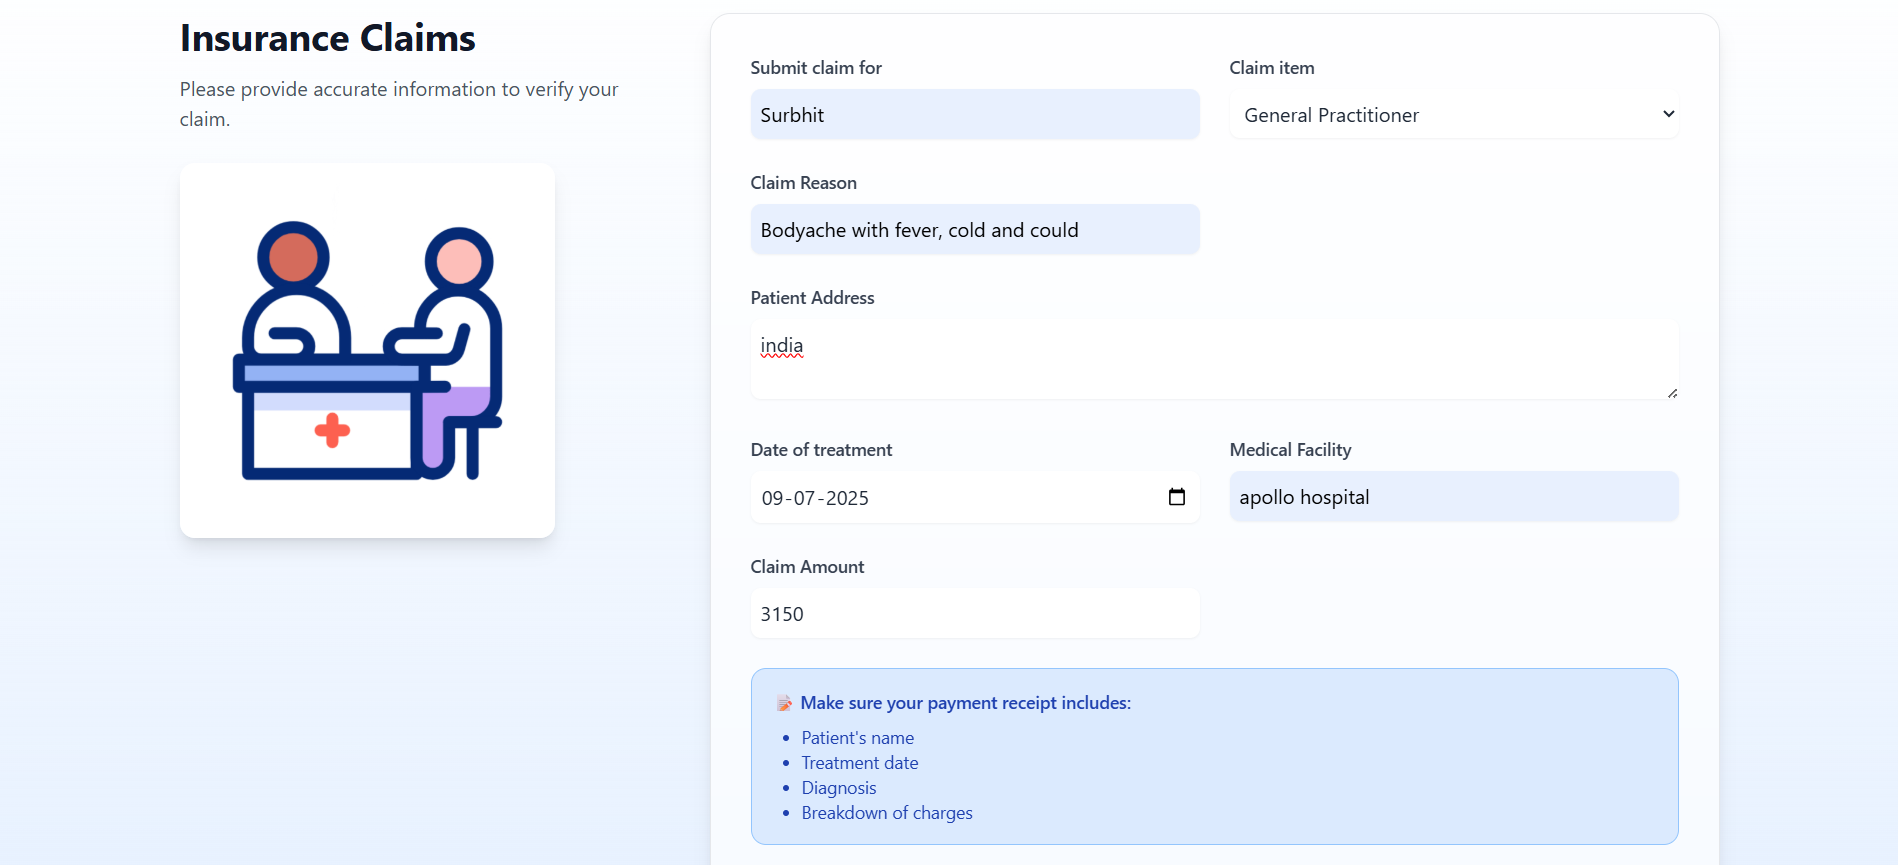 Insurance Claims
Please provide accurate information to verify your
claim.
Submit claim for
Claim item
Surbhit
General Practitioner
Claim Reason
Bodyache with fever, cold and could
Patient Address
india
Date of treatment
Medical Facility
09-07-2025
apollo hospital
Claim Amount
3150
📝 Make sure your payment receipt includes:
• Patient's name
• Treatment date
• Diagnosis
• Breakdown of charges